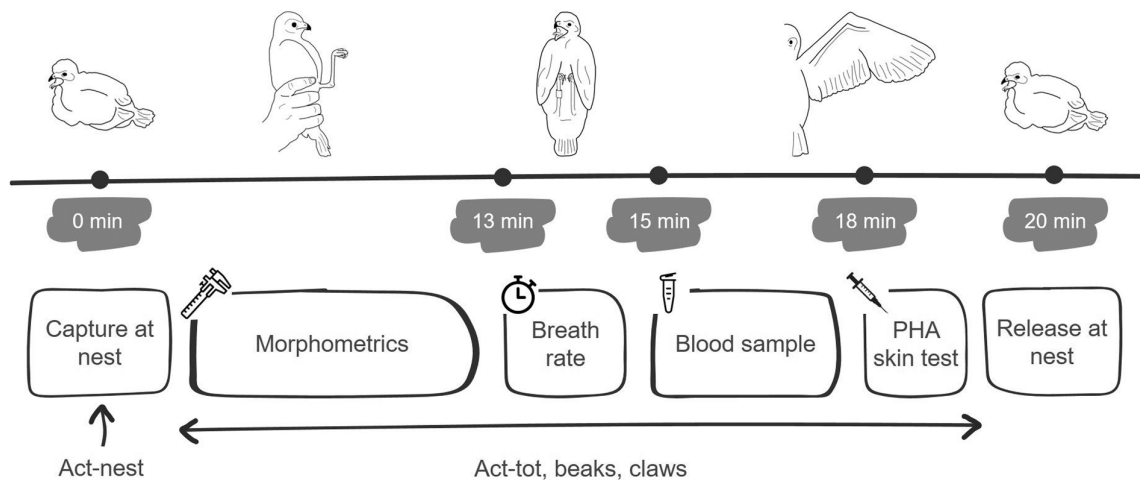 0 min
13 min
15 min
18 min
20 min
Capture at
nest
Morphometrics
Breath
rate
Blood sample
PHA
skin test
Release at
nest
Act-nest
Act-tot, beaks, claws